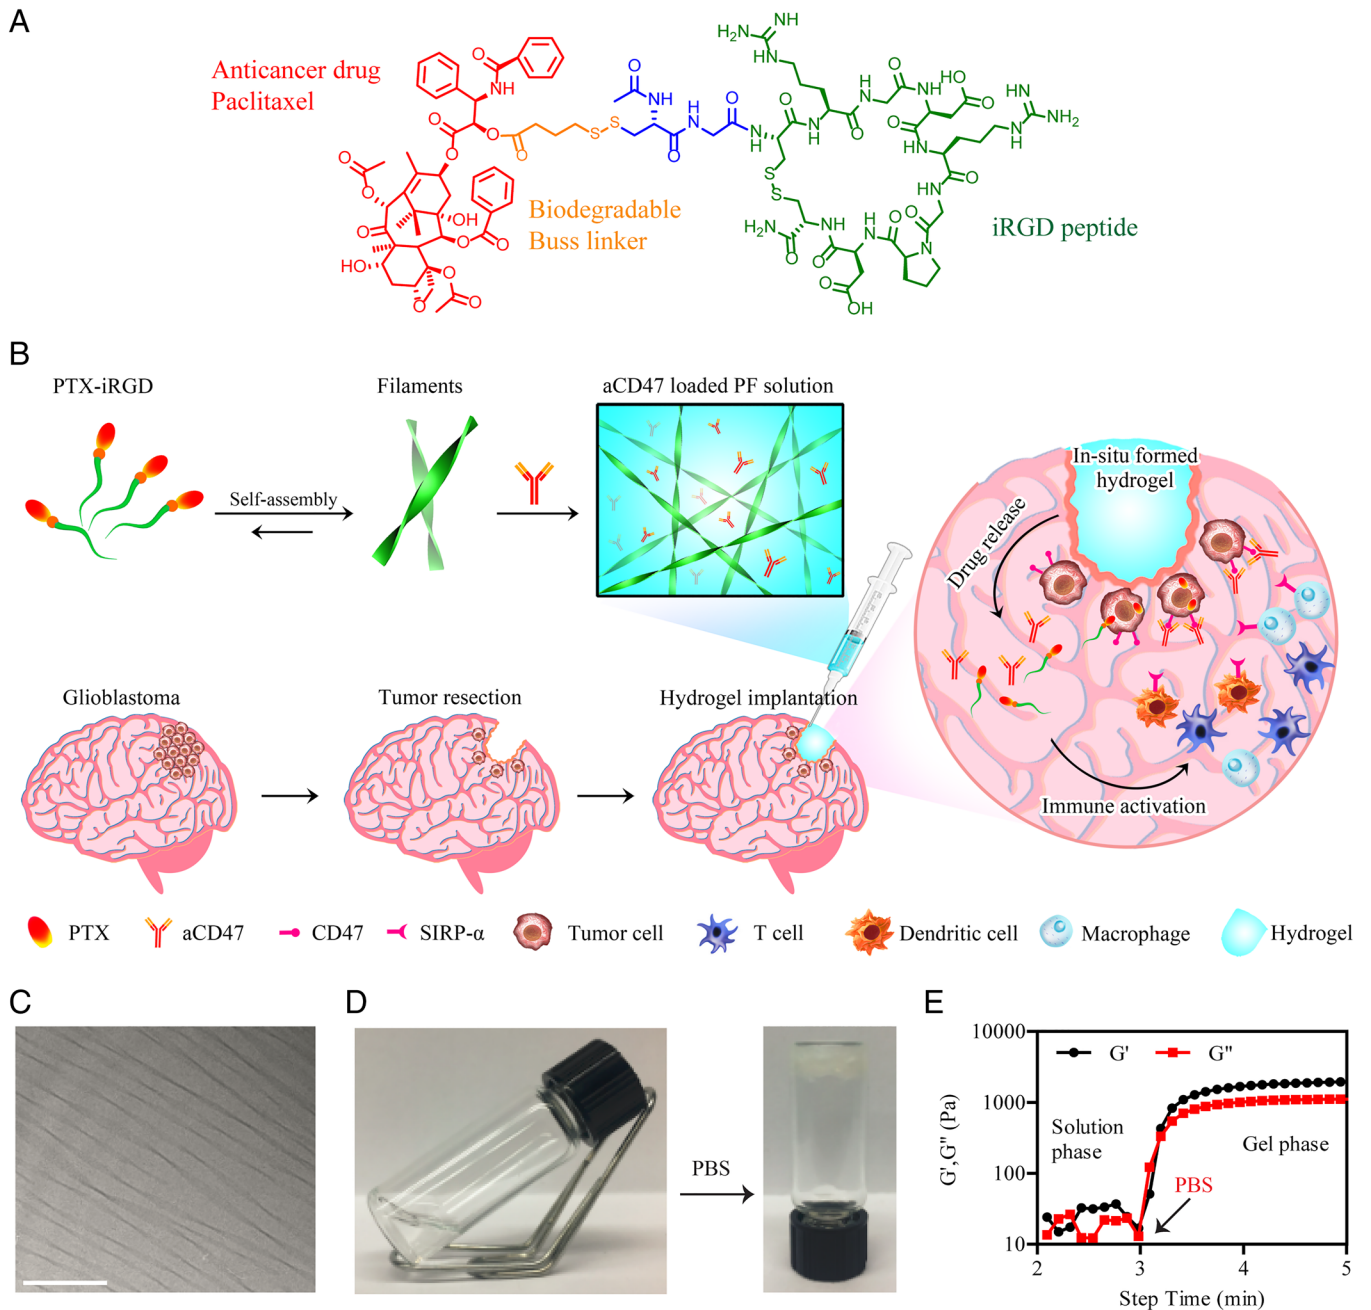 A
Anticancer drug
Paclitaxel
Biodegradable
Buss linker
iRGD peptide
B
PTX-iRGD
Filaments
aCD47 loaded PF solution
Self-assembly
In-situ formed
hydrogel
Drug release
Immune activation
Glioblastoma
Tumor resection
Hydrogel implantation
PTX
aCD47
CD47
SIRP-α
Tumor cell
T cell
Dendritic cell
Macrophage
Hydrogel
C
D
PBS
E
G',G" (Pa)
10000
1000
100
10
G'
G"
Solution
phase
Gel phase
PBS
2
3
4
5
Step Time (min)